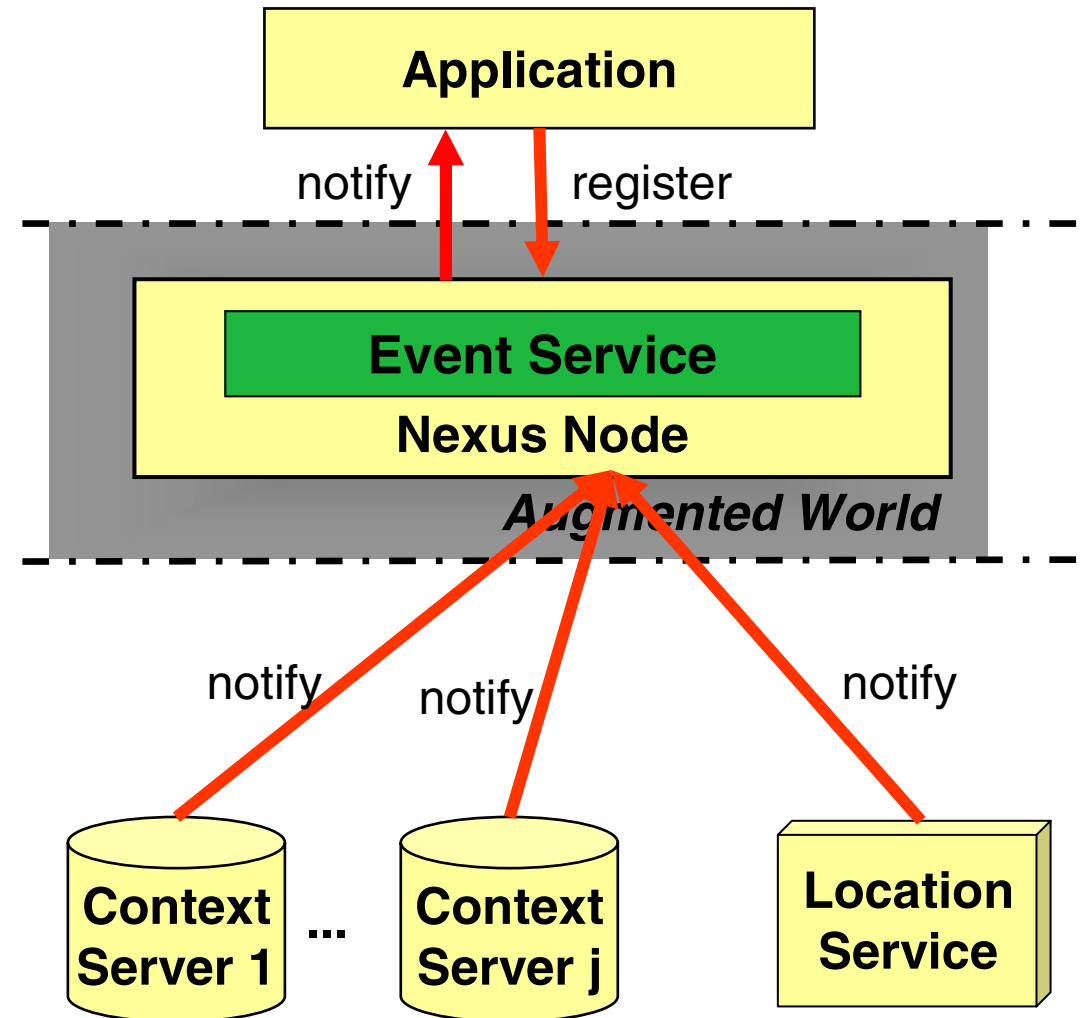 Application
notify
register
Event Service
Nexus Node
Augmented World
notify
notify
notify
Context
Server 1
...
Context
Server j
Location
Service